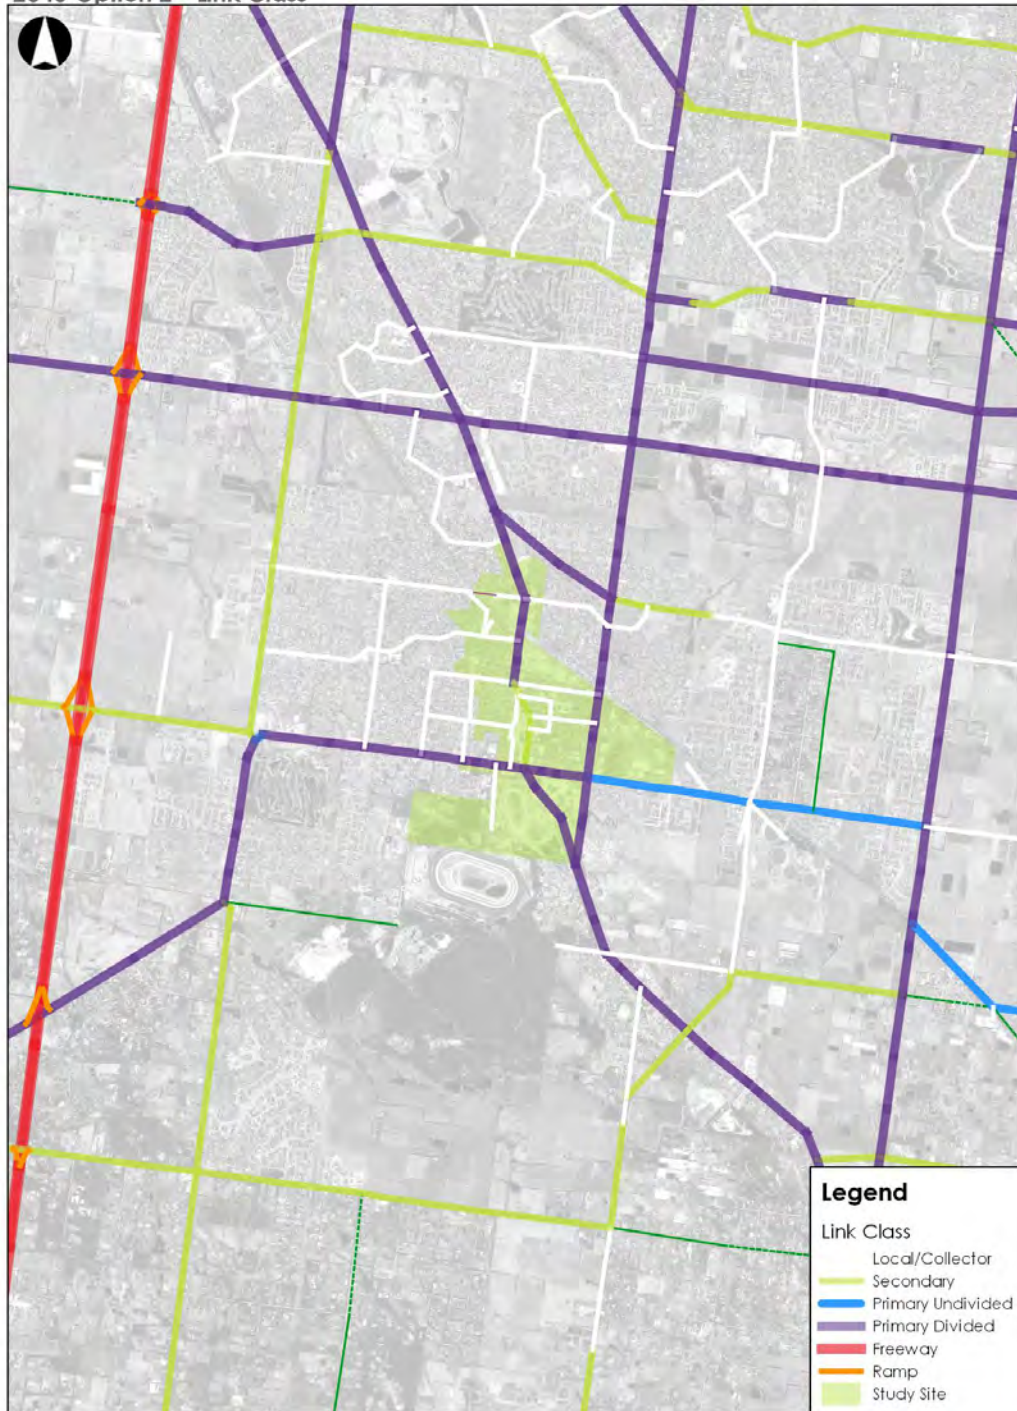 Legend
Link Class
Local/Collector
Secondary
Primary Undivided
Primary Divided
Freeway
Ramp
Study Site